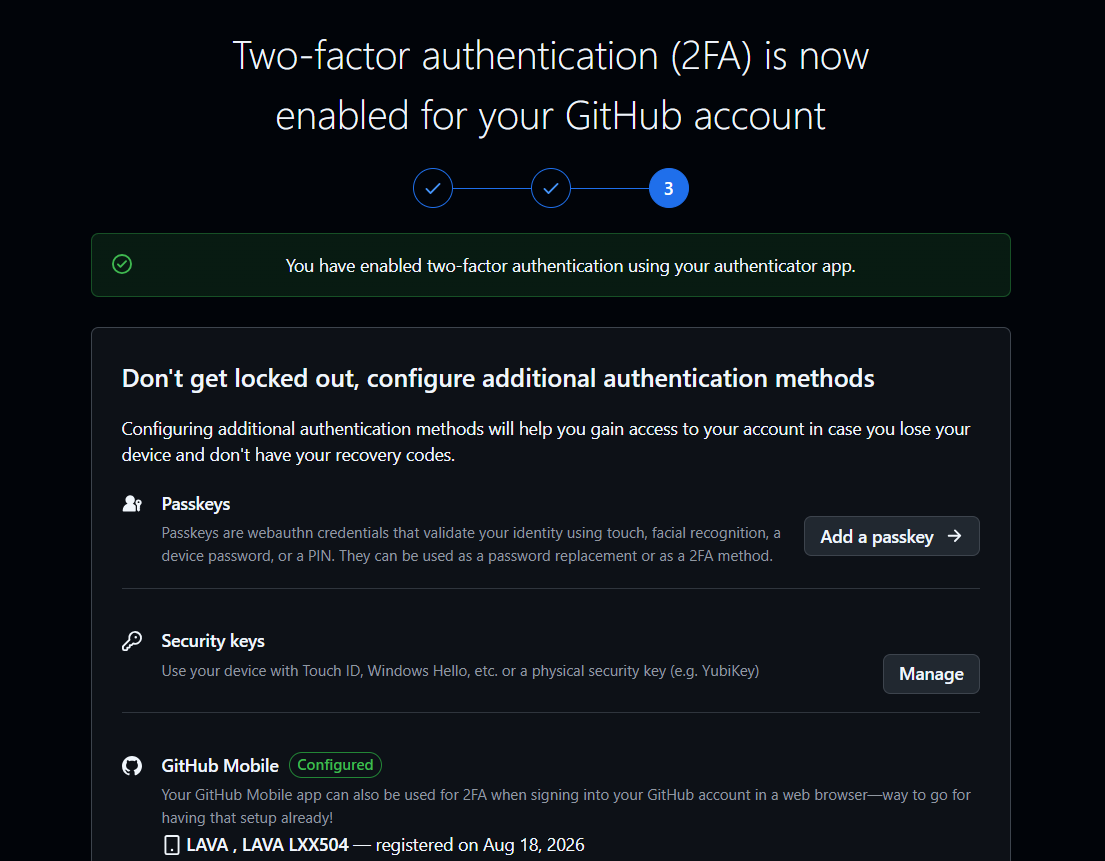 Two-factor authentication (2FA) is now
enabled for your GitHub account
3
You have enabled two-factor authentication using your authenticator app.
Don't get locked out, configure additional authentication methods
Configuring additional authentication methods will help you gain access to your account in case you lose your
device and don't have your recovery codes.
Passkeys
Passkeys are webauthn credentials that validate your identity using touch, facial recognition, a
device password, or a PIN. They can be used as a password replacement or as a 2FA method.
Add a passkey
Security keys
Use your device with Touch ID, Windows Hello, etc. or a physical security key (e.g. YubiKey)
Manage
GitHub Mobile Configured
Your GitHub Mobile app can also be used for 2FA when signing into your GitHub account in a web browser—way to go for
having that setup already!
LAVA , LAVA LXX504 — registered on Aug 18, 2026